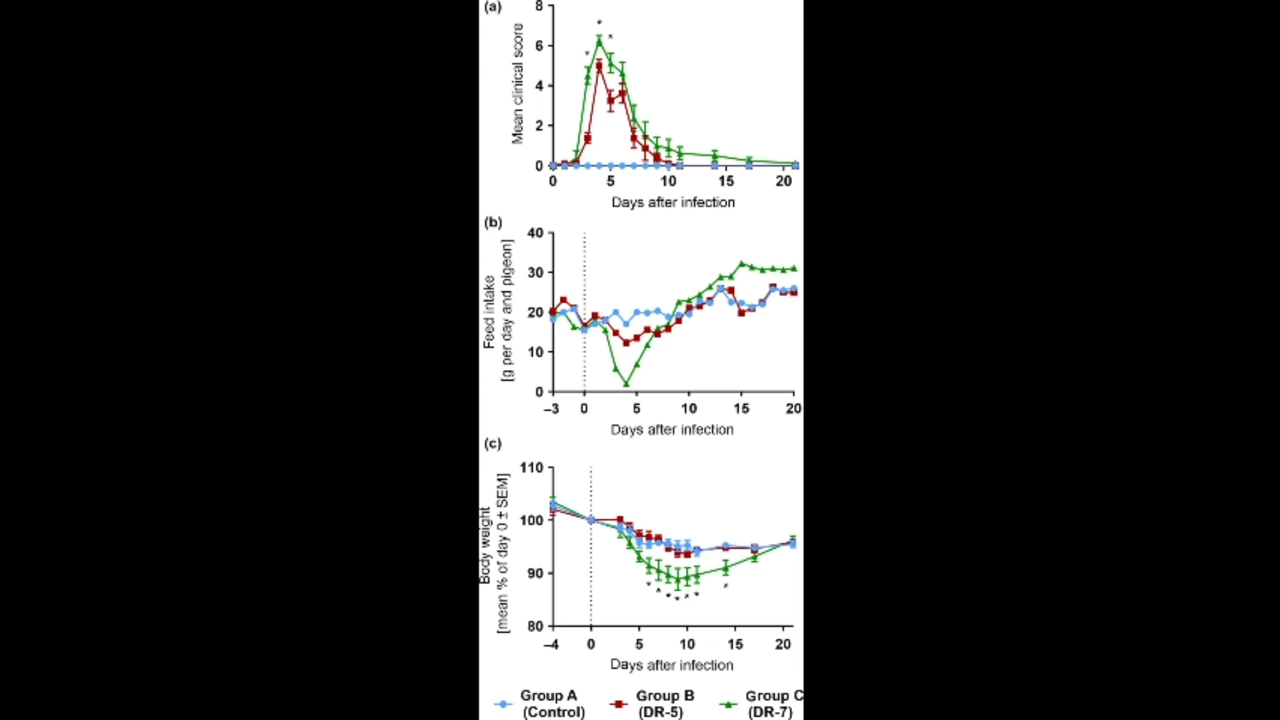 (a)
8
6
4
2
0
Mean clinical score
0 5 10 15 20
Days after infection
(b)
40
30
20
10
0
Feed intake
[g per day and pigeon]
–3 0 5 10 15 20
Days after infection
(c)
110
100
90
80
Body weight
[mean % of day 0 ± SEM]
–4 0 5 10 15 20
Days after infection
Group A Group B Group C
(Control) (DR-5) (DR-7)